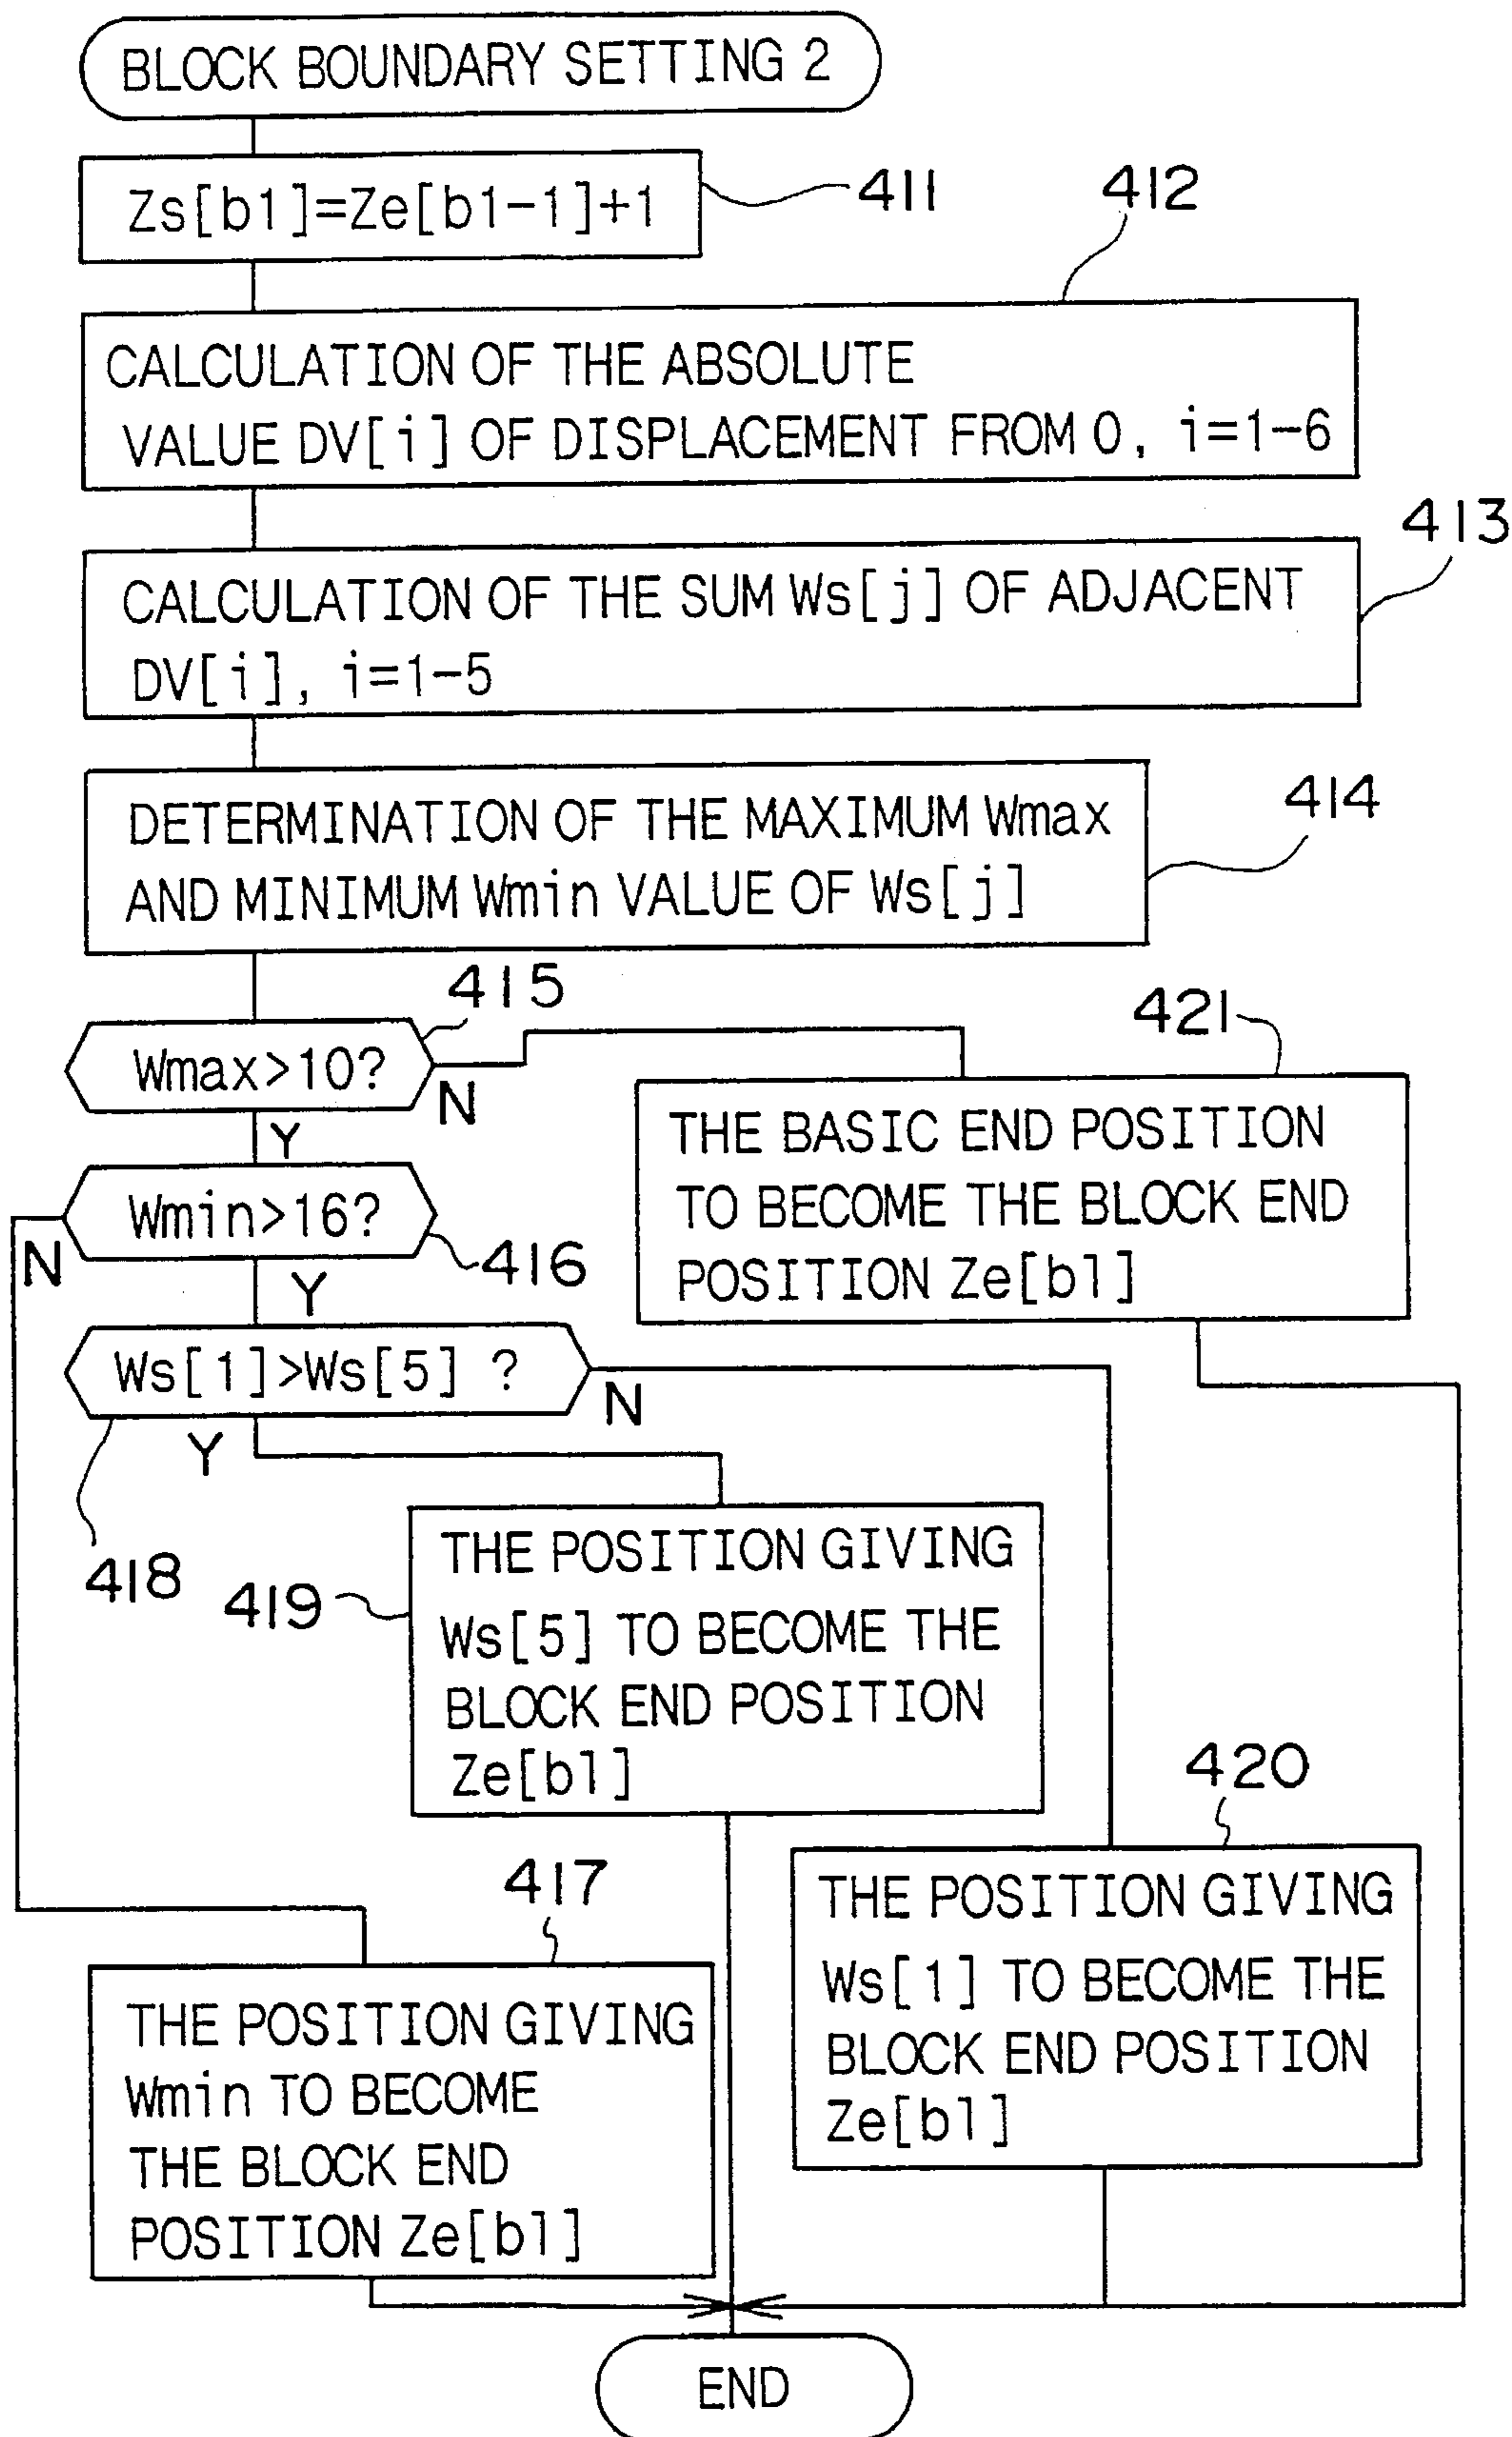 BLOCK BOUNDARY SETTING 2
Zs[b1]=Ze[b1-1]+1
411
412
CALCULATION OF THE ABSOLUTE
VALUE DV[i] OF DISPLACEMENT FROM 0, i=1-6
413
CALCULATION OF THE SUM Ws[j] OF ADJACENT
DV[i], i=1-5
414
DETERMINATION OF THE MAXIMUM Wmax
AND MINIMUM Wmin VALUE OF Ws[j]
415
Wmax>10?
N
Y
421
THE BASIC END POSITION
TO BECOME THE BLOCK END
POSITION Ze[b1]
Wmin>16?
N
416
Y
Ws[1]>Ws[5] ?
N
Y
418
419
THE POSITION GIVING
Ws[5] TO BECOME THE
BLOCK END POSITION
Ze[b1]
420
THE POSITION GIVING
Ws[1] TO BECOME THE
BLOCK END POSITION
Ze[b1]
417
THE POSITION GIVING
Wmin TO BECOME
THE BLOCK END
POSITION Ze[b1]
END